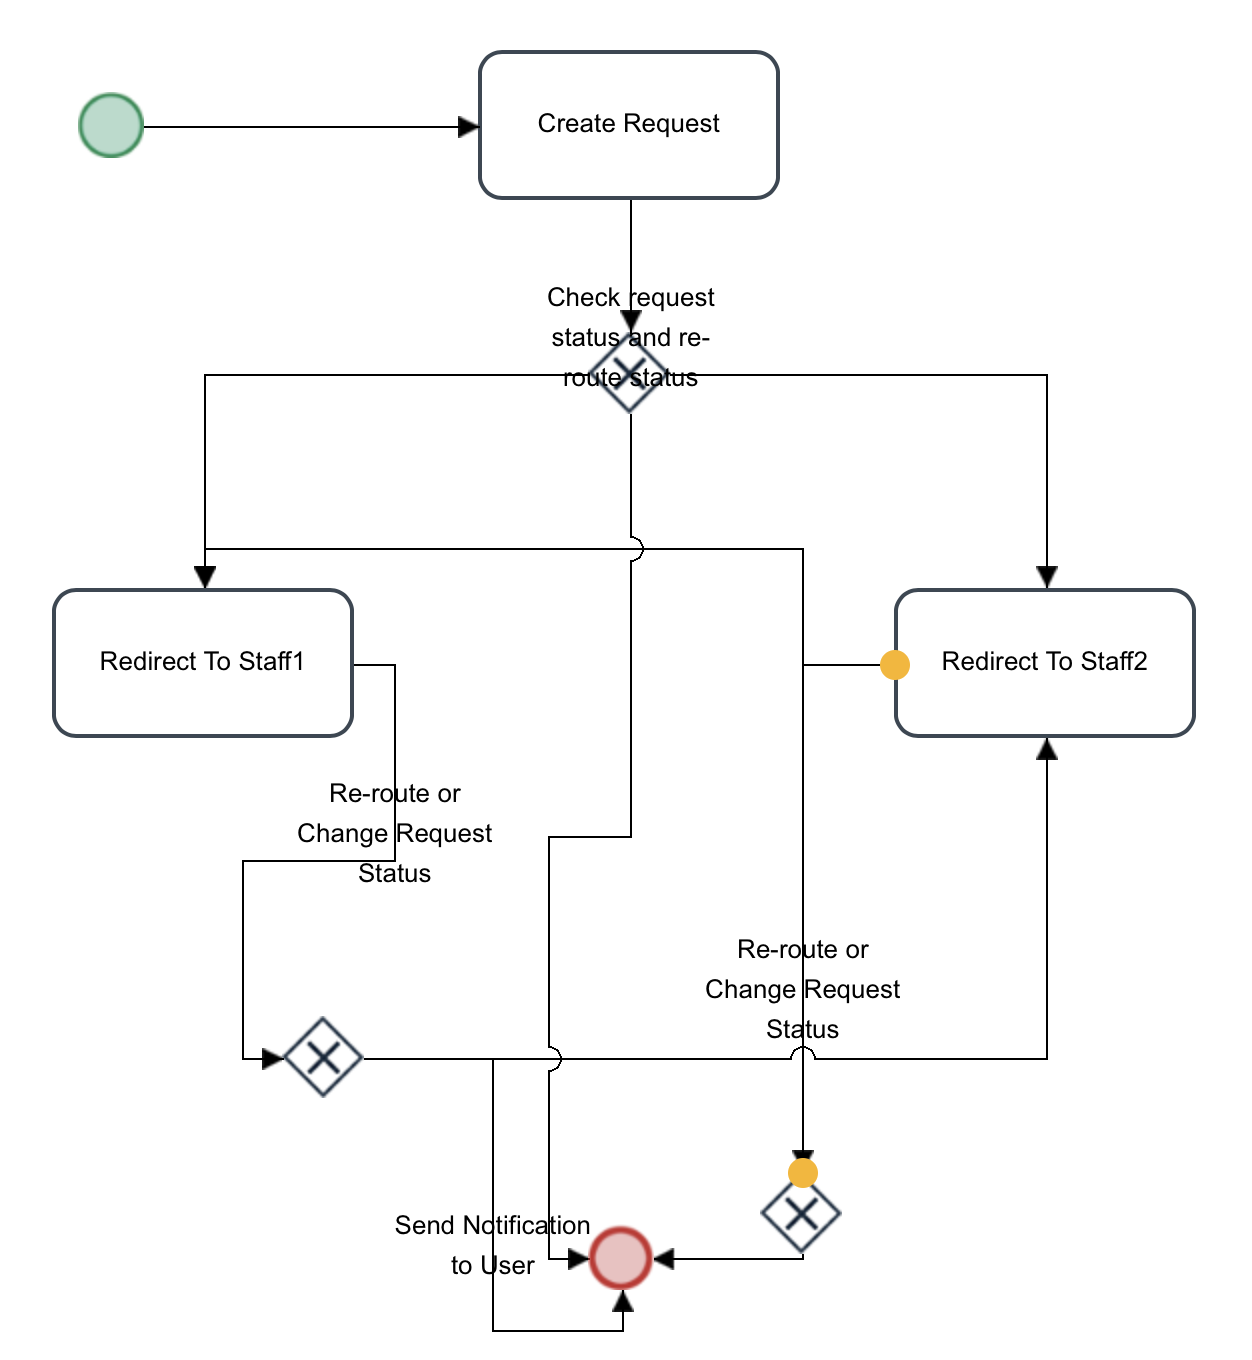 Create Request
Check request
status and re-
route status
Redirect To Staff1
Redirect To Staff2
Re-route or
Change Request
Status
Re-route or
Change Request
Status
Send Notification
to User